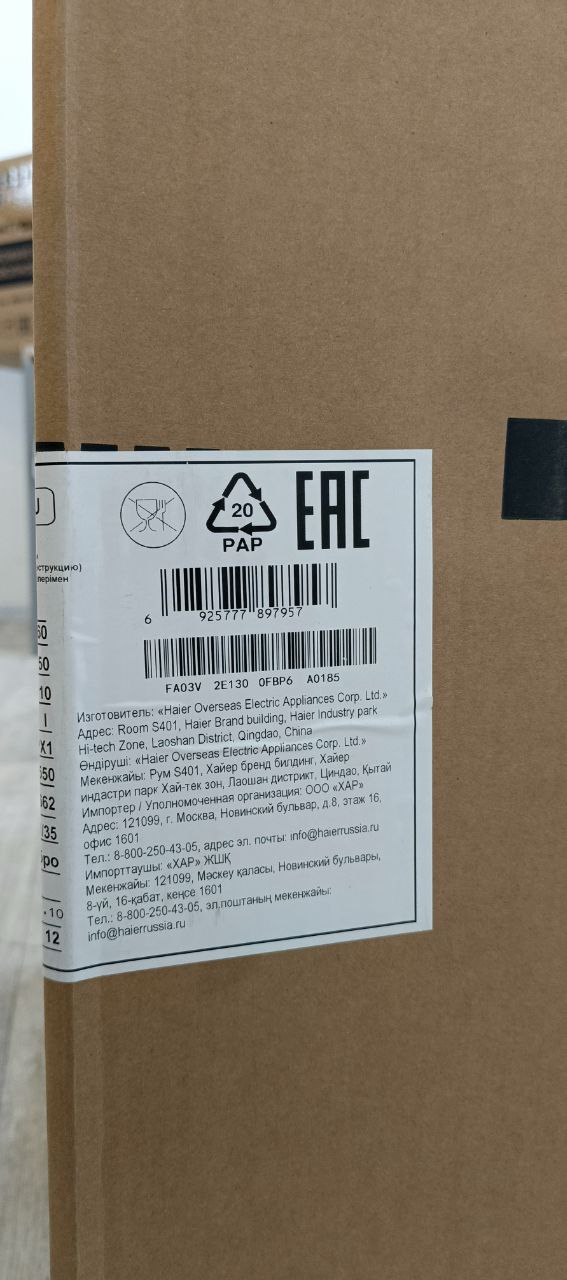 20
PAP
EAC
6 925777 897957
FA03V 2E130 0FBP6 A0185
Изготовитель: «Haier Overseas Electric Appliances Corp. Ltd.»
Адрес: Room S401, Haier Brand building, Haier Industry park
Hi-tech Zone, Laoshan District, Qingdao, China
Өндіруші: «Haier Overseas Electric Appliances Corp. Ltd.»
Мекенжайы: Рум S401, Хайер бренд билдинг, Хайер
индастри парк Хай-тек зон, Лаошан дистрикт, Циндао, Қытай
Импортер / Уполномоченная организация: ООО «ХАР»
Адрес: 121099, г. Москва, Новинский бульвар, д.8, этаж 16,
офис 1601
Тел.: 8-800-250-43-05, адрес эл. почты: info@haierrussia.ru
Импорттаушы: «ХАР» ЖШҚ
Мекенжайы: 121099, Мәскеу қаласы, Новинский бульвары,
8-үй, 16-қабат, кеңсе 1601
Тел.: 8-800-250-43-05, эл.поштаның мекенжайы:
info@haierrussia.ru
10
12